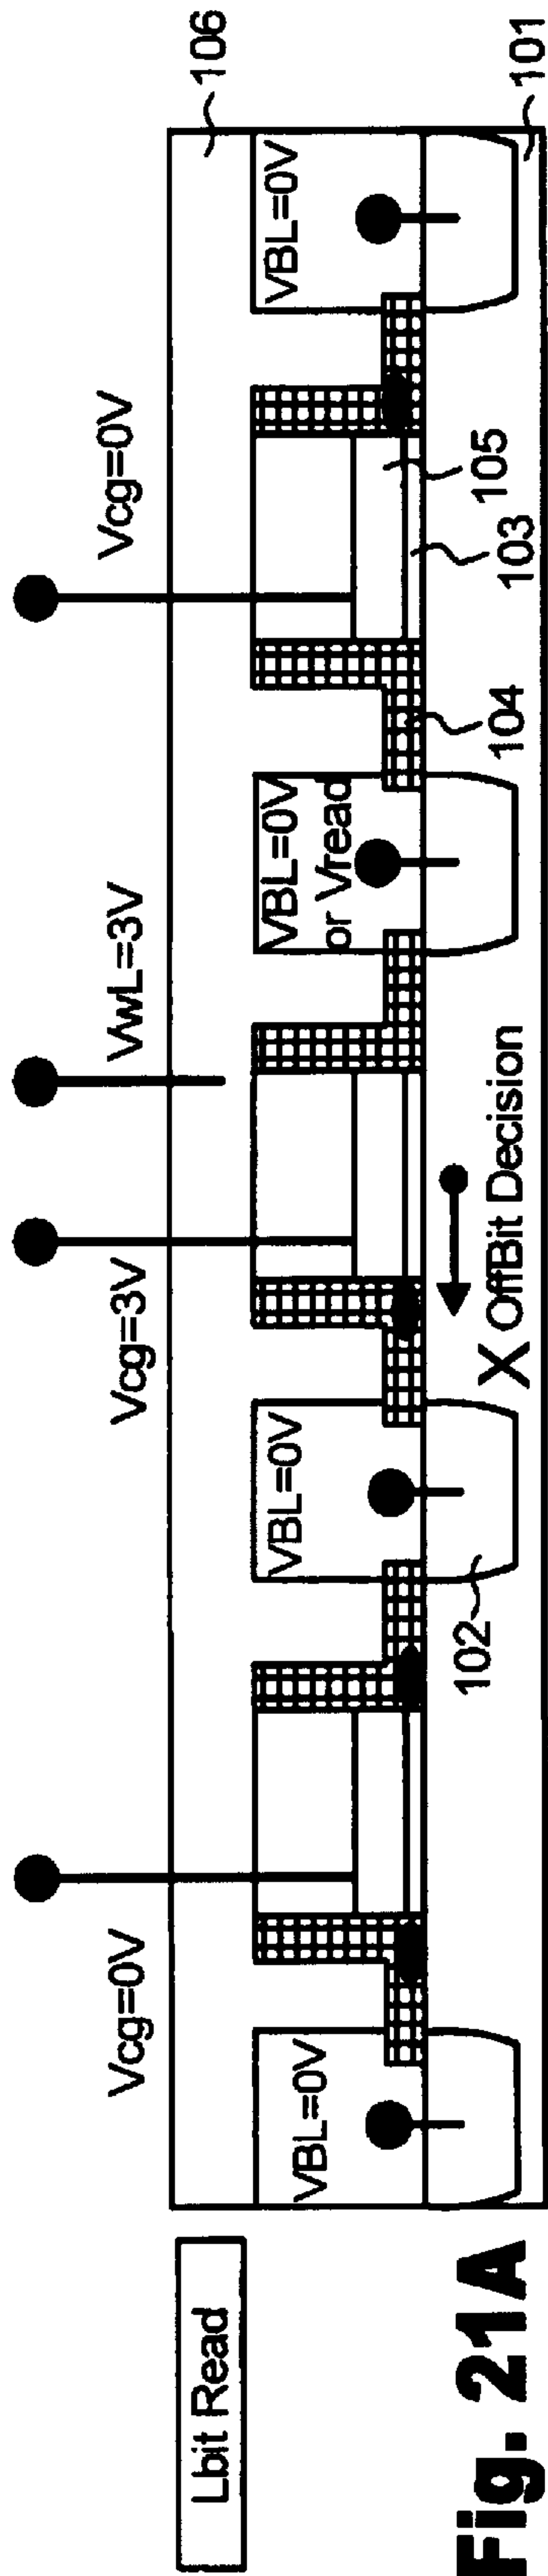 Lbit Read
Vcg=0V
Vcg=3V
VwL=3V
Vcg=0V
106
VBL=0V
VBL=0V
VBL=0V
or Vread
VBL=0V
102
X OffBit Decision
104
103
105
101
Fig. 21A